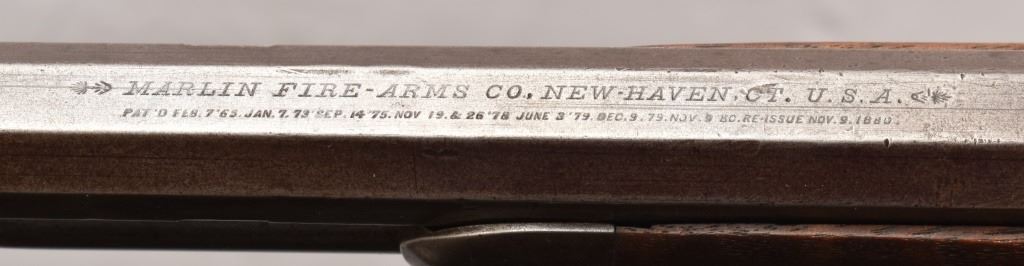 MARLIN FIRE-ARMS CO. NEW-HAVEN, CT. U.S.A.
PAT'D FEB. 7 '65. JAN. 7. 73 SEP. 14 '75. NOV 19. & 26 '78 JUNE 3 '79. DEC. 9. 79. NOV. 9 80. RE-ISSUE NOV. 9. 1880.